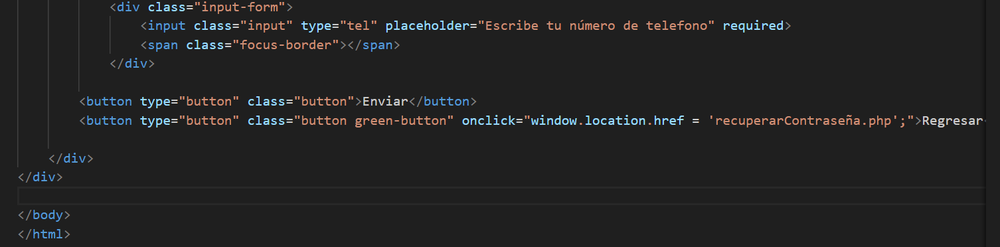 <div class="input-form">
<input class="input" type="tel" placeholder="Escribe tu número de telefono" required>
<span class="focus-border"></span>
</div>
<button type="button" class="button">Enviar</button>
<button type="button" class="button green-button" onclick="window.location.href = 'recuperarContraseña.php';">Regresar<
</div>
</div>
</body>
</html>